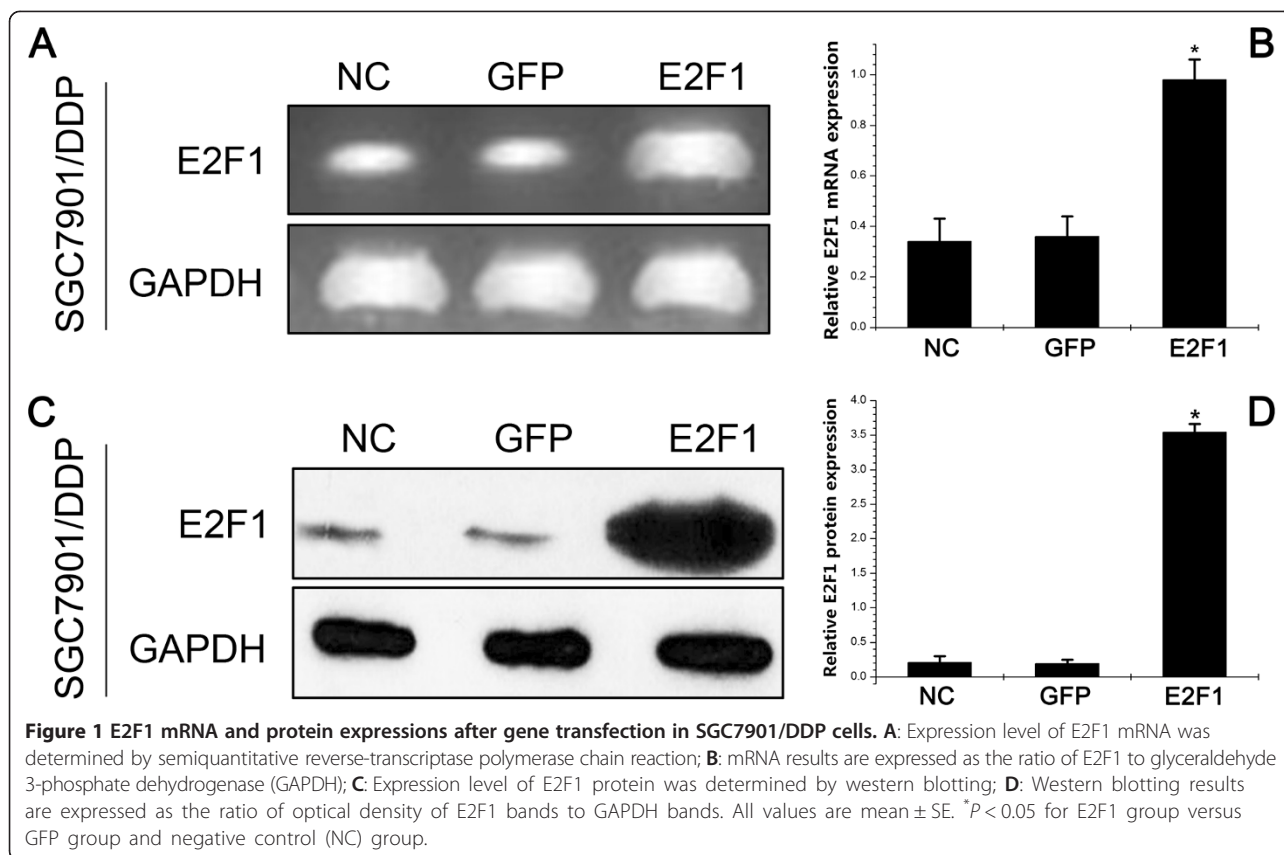 A
NC GFP E2F1
SGC7901/DDP
E2F1
GAPDH
B
Relative E2F1 mRNA expression
1.0
0.8
0.6
0.4
0.2
0.0
*
NC GFP E2F1
C
NC GFP E2F1
SGC7901/DDP
E2F1
GAPDH
D
Relative E2F1 protein expression
4.0
3.5
3.0
2.5
2.0
1.5
1.0
0.5
0.0
*
NC GFP E2F1
Figure 1 E2F1 mRNA and protein expressions after gene transfection in SGC7901/DDP cells. A: Expression level of E2F1 mRNA was
determined by semiquantitative reverse-transcriptase polymerase chain reaction; B: mRNA results are expressed as the ratio of E2F1 to glyceraldehyde
3-phosphate dehydrogenase (GAPDH); C: Expression level of E2F1 protein was determined by western blotting; D: Western blotting results
are expressed as the ratio of optical density of E2F1 bands to GAPDH bands. All values are mean ± SE. *P < 0.05 for E2F1 group versus
GFP group and negative control (NC) group.